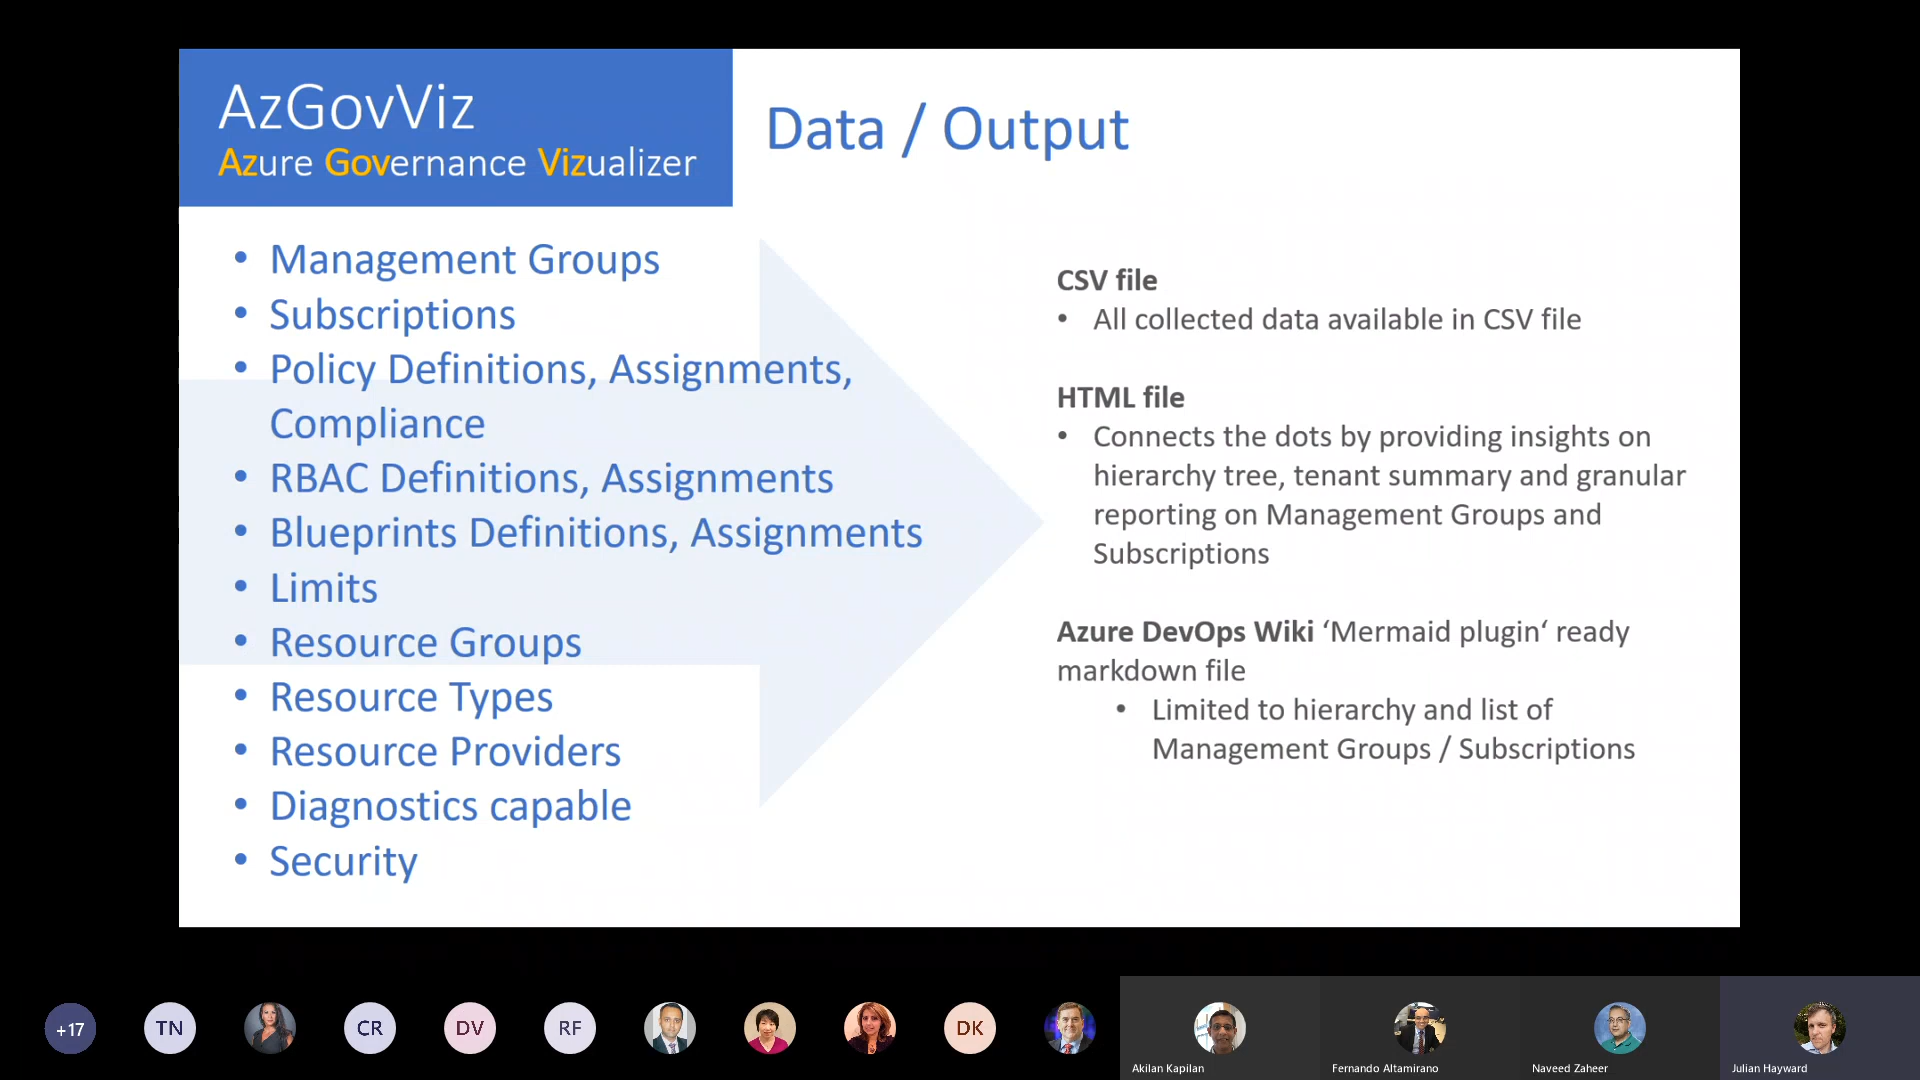 AzGovViz
Azure Governance Vizualizer
Data / Output
• Management Groups
• Subscriptions
• Policy Definitions, Assignments,
Compliance
• RBAC Definitions, Assignments
• Blueprints Definitions, Assignments
• Limits
• Resource Groups
• Resource Types
• Resource Providers
• Diagnostics capable
• Security
CSV file
• All collected data available in CSV file
HTML file
• Connects the dots by providing insights on
hierarchy tree, tenant summary and granular
reporting on Management Groups and
Subscriptions
Azure DevOps Wiki ‘Mermaid plugin‘ ready
markdown file
• Limited to hierarchy and list of
Management Groups / Subscriptions
+17
TN
CR
DV
RF
DK
Akilan Kapilan
Fernando Altamirano
Naveed Zaheer
Julian Hayward